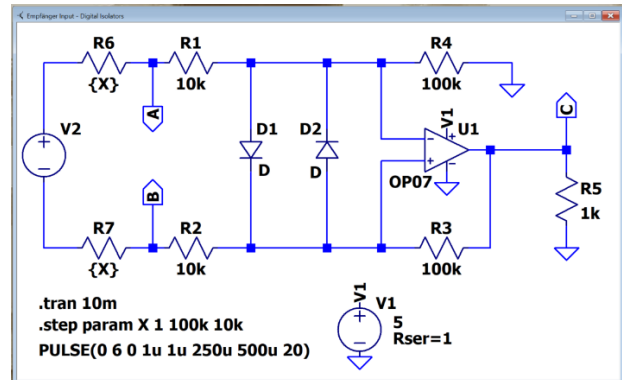 Empfänger Input - Digital Isolators
R6
{X}
R1
10k
R4
100k
A
V2
D1
D
D2
D
V1
U1
OP07
C
B
R7
{X}
R2
10k
R3
100k
R5
1k
.tran 10m
.step param X 1 100k 10k
PULSE(0 6 0 1u 1u 250u 500u 20)
V1
V1
5
Rser=1